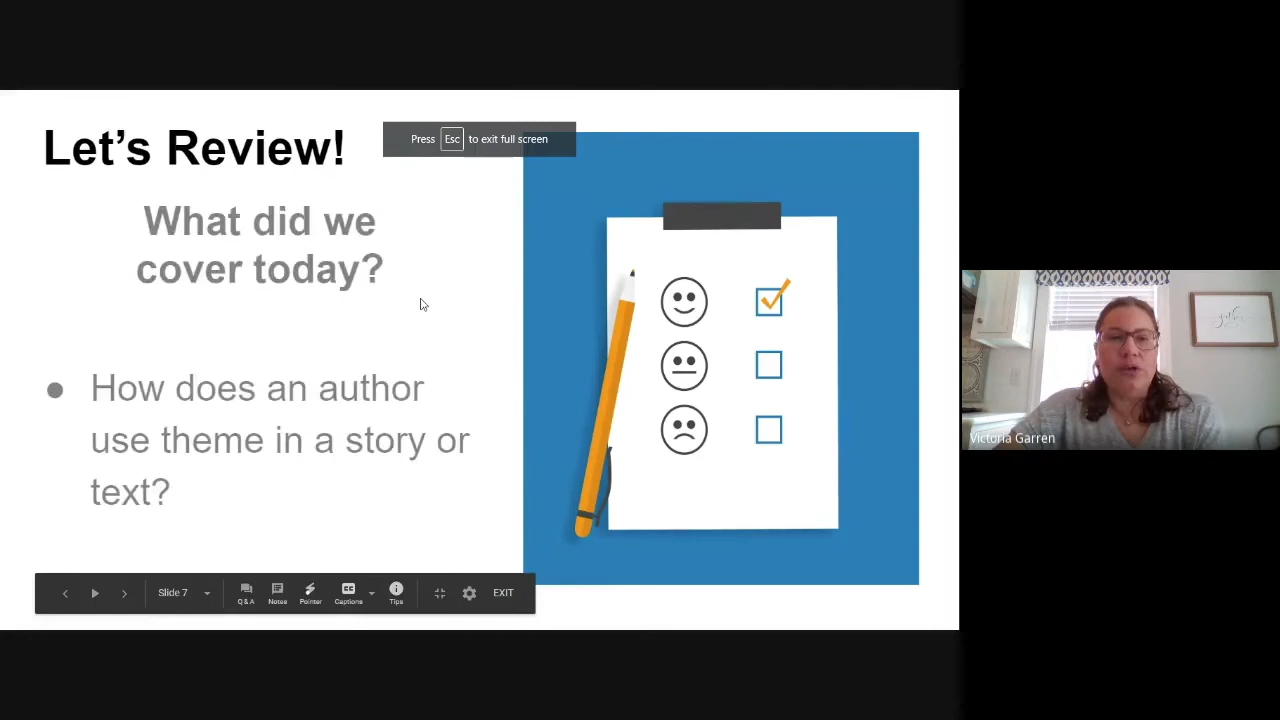 Let's Review!
Press Esc to exit full screen
What did we
cover today?
● How does an author
use theme in a story or
text?
Victoria Garren
Slide 7
Q & A
Notes
Pointer
CC
Captions
Tips
EXIT